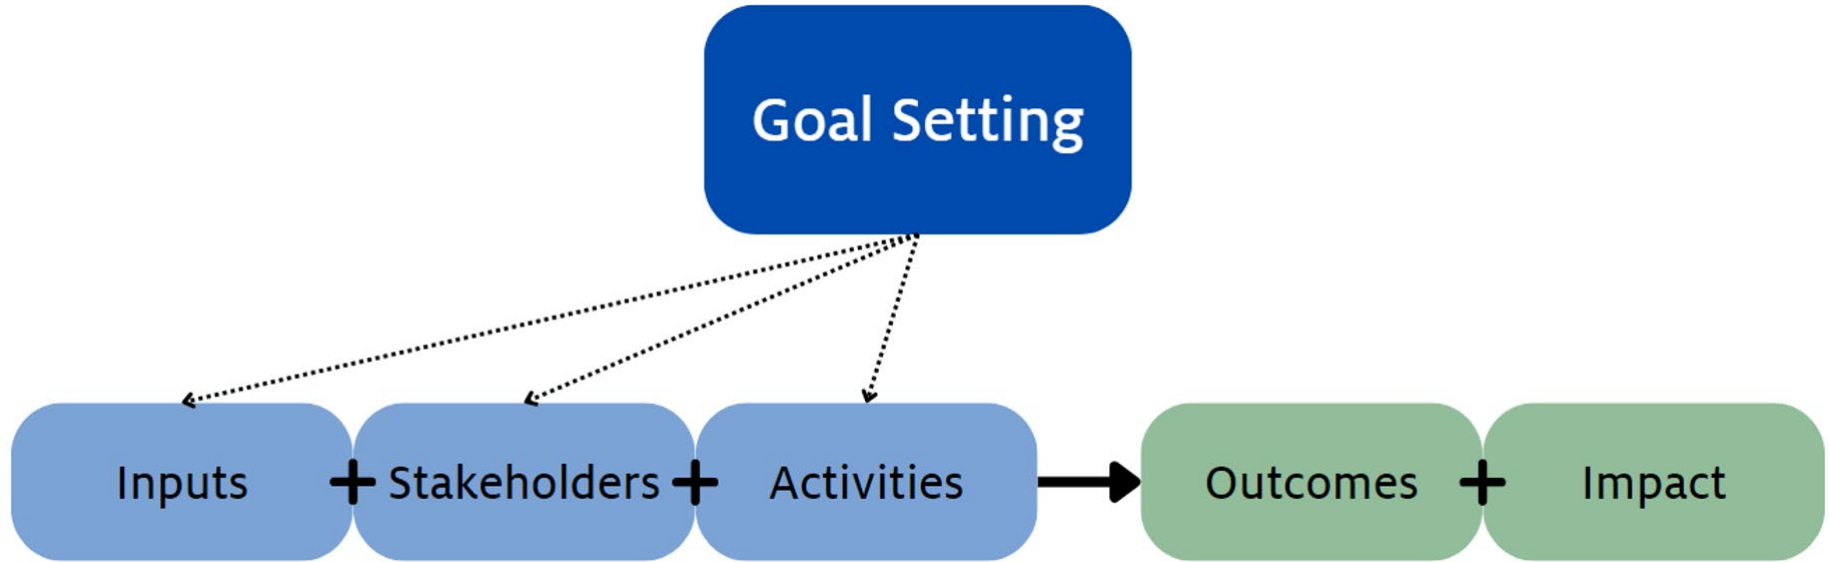 Goal Setting
Inputs + Stakeholders + Activities Outcomes + Impact